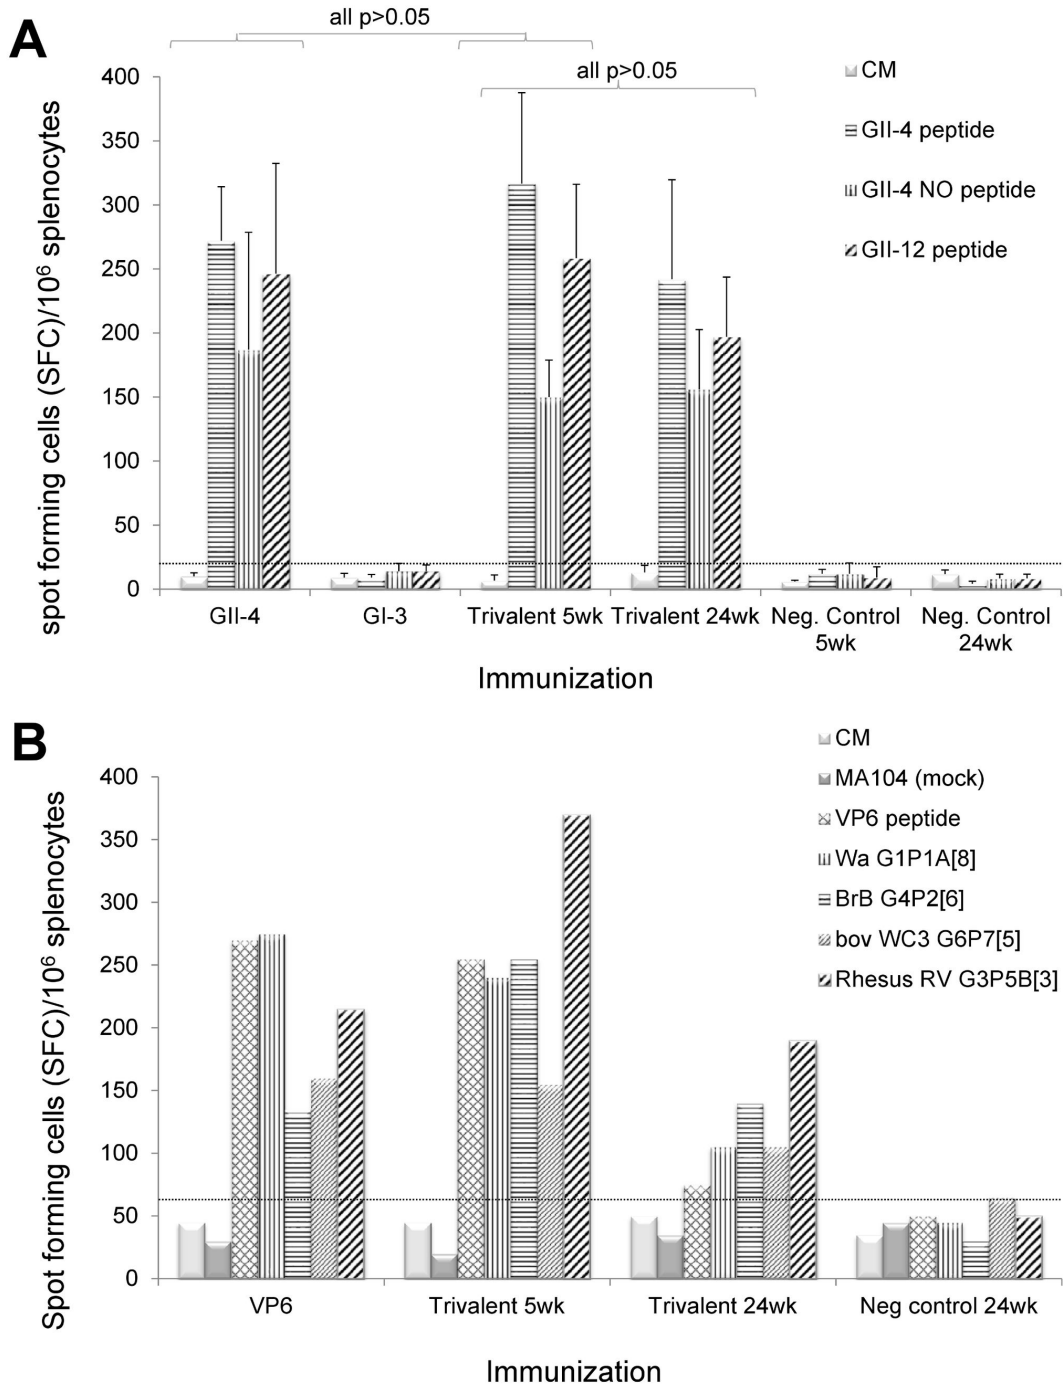 A
all p>0.05
all p>0.05
CM
GII-4 peptide
GII-4 NO peptide
GII-12 peptide
spot forming cells (SFC)/10⁶ splenocytes
400
350
300
250
200
150
100
50
0
GII-4
GI-3
Trivalent 5wk
Trivalent 24wk
Neg. Control
5wk
Neg. Control
24wk
Immunization
B
CM
MA104 (mock)
VP6 peptide
Wa G1P1A[8]
BrB G4P2[6]
bov WC3 G6P7[5]
Rhesus RV G3P5B[3]
Spot forming cells (SFC)/10⁶ splenocytes
400
350
300
250
200
150
100
50
0
VP6
Trivalent 5wk
Trivalent 24wk
Neg control 24wk
Immunization